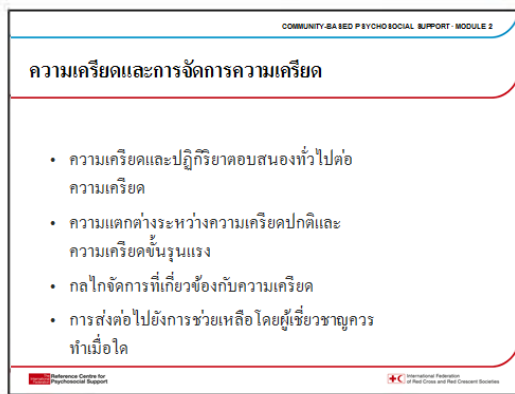 COMMUNITY-BASED PSYCHOSOCIAL SUPPORT · MODULE 2
ความเครียดและการจัดการความเครียด
• ความเครียดและปฏิกิริยาตอบสนองทั่วไปต่อ
ความเครียด
• ความแตกต่างระหว่างความเครียดปกติและ
ความเครียดขั้นรุนแรง
• กลไกจัดการที่เกี่ยวข้องกับความเครียด
• การส่งต่อไปยังการช่วยเหลือโดยผู้เชี่ยวชาญควร
ทำเมื่อใด
Reference Centre for
Psychosocial Support
International Federation
of Red Cross and Red Crescent Societies